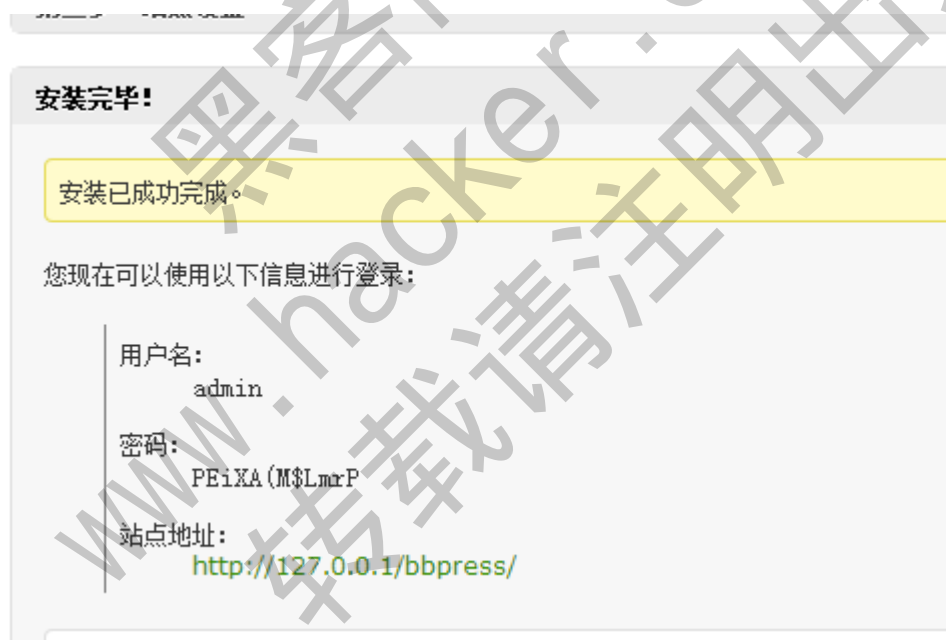 安装完毕!
安装已成功完成。
您现在可以使用以下信息进行登录:
用户名:
admin
密码:
PEiXA(M$LmrP
站点地址:
http://127.0.0.1/bbpress/
黑客
www.hacker.
转载请注明出